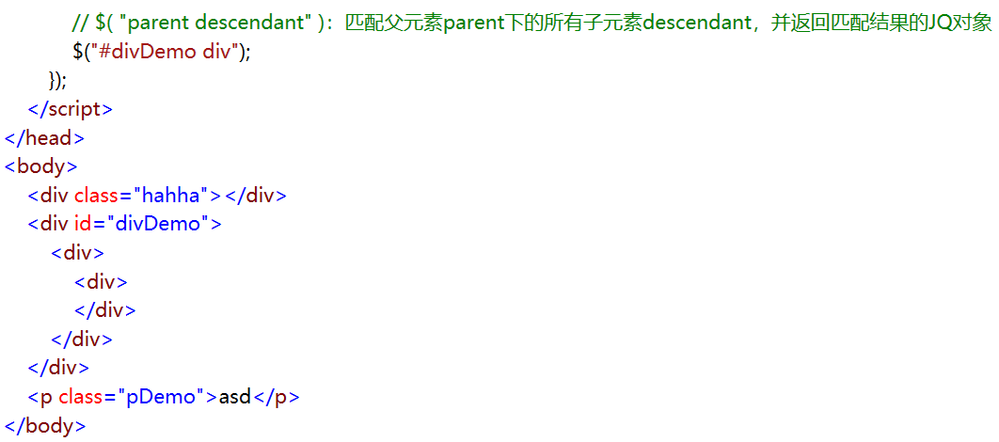 // $( "parent descendant" )：匹配父元素parent下的所有子元素descendant，并返回匹配结果的JQ对象
$("#divDemo div");
});
</script>
</head>
<body>
<div class="hahha"></div>
<div id="divDemo">
<div>
<div>
</div>
</div>
</div>
<p class="pDemo">asd</p>
</body>